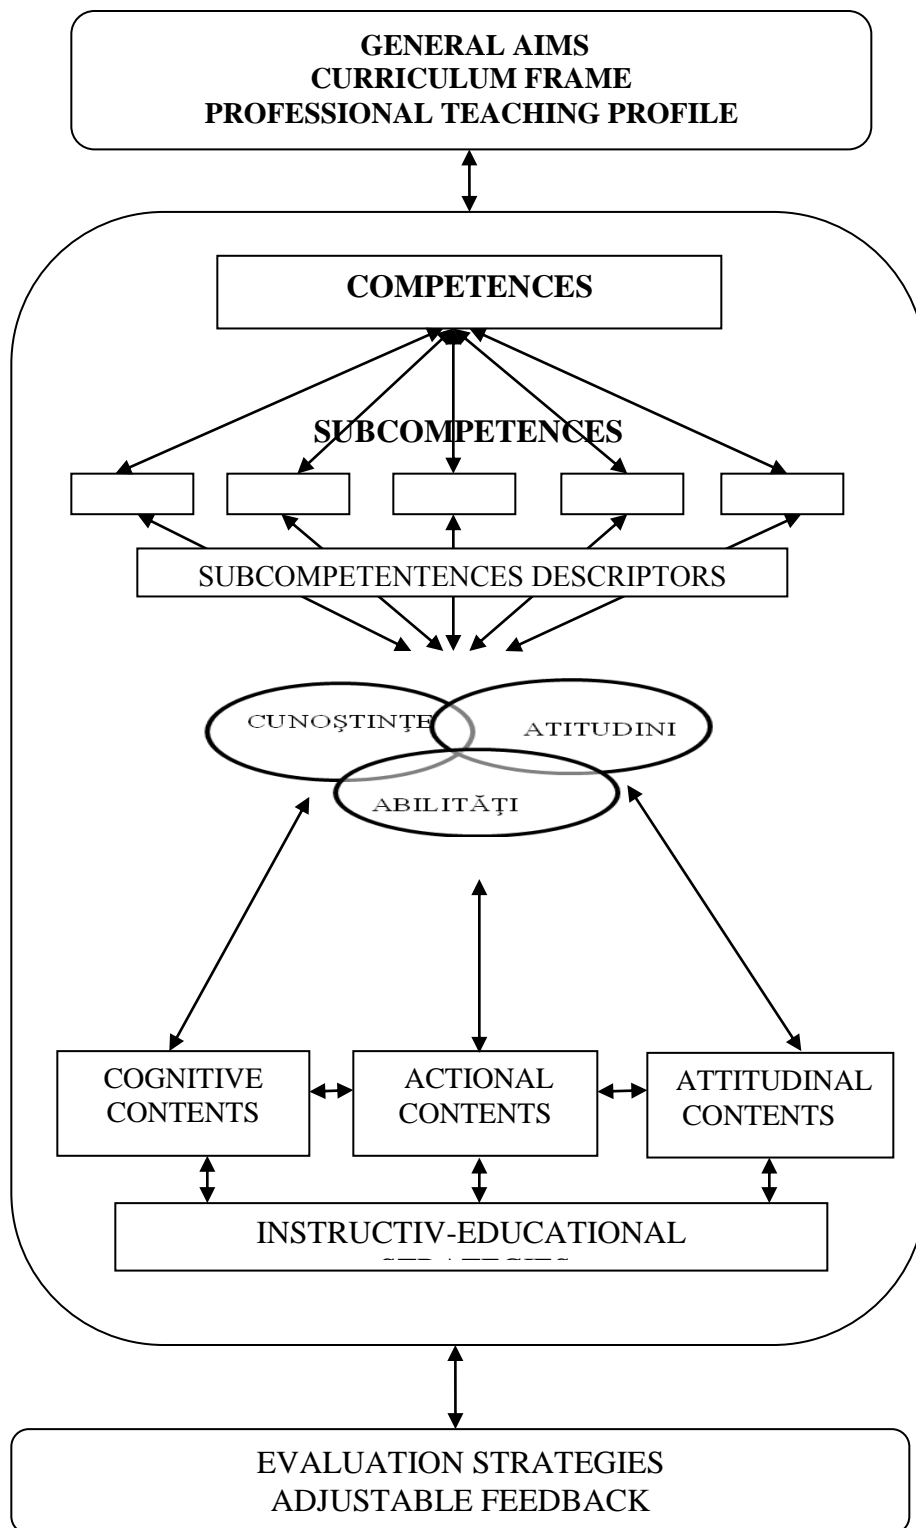 GENERAL AIMS
CURRICULUM FRAME
PROFESSIONAL TEACHING PROFILE
COMPETENCES
SUBCOMPETENCES
SUBCOMPETENTENCES DESCRIPTORS
CUNOŞTINŢE
ATITUDINI
ABILITĂŢI
COGNITIVE
CONTENTS
ACTIONAL
CONTENTS
ATTITUDINAL
CONTENTS
INSTRUCTIV-EDUCATIONAL
EVALUATION STRATEGIES
ADJUSTABLE FEEDBACK